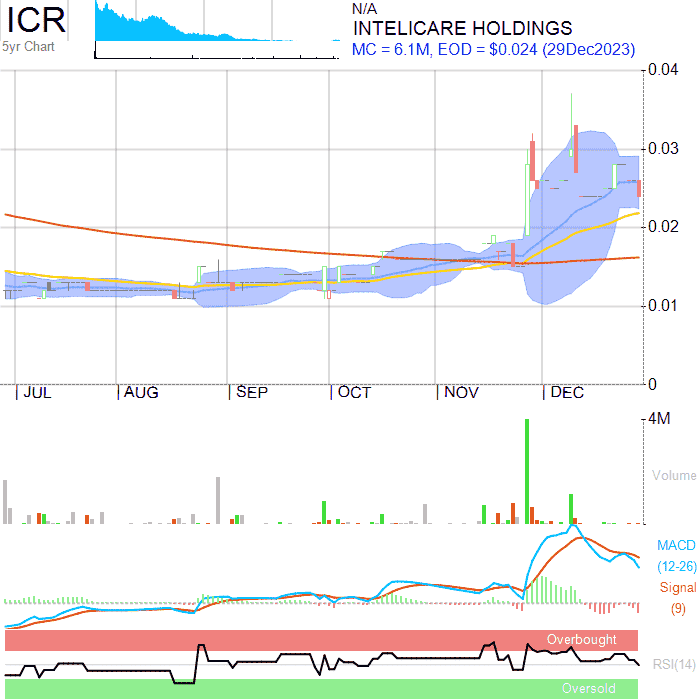 ICR
5yr Chart
N/A
INTELICARE HOLDINGS
MC = 6.1M, EOD = $0.024 (29Dec2023)
0.04
0.03
0.02
0.01
0
JUL AUG SEP OCT NOV DEC
4M
Volume
MACD
(12-26)
Signal
(9)
Overbought
RSI(14)
Oversold